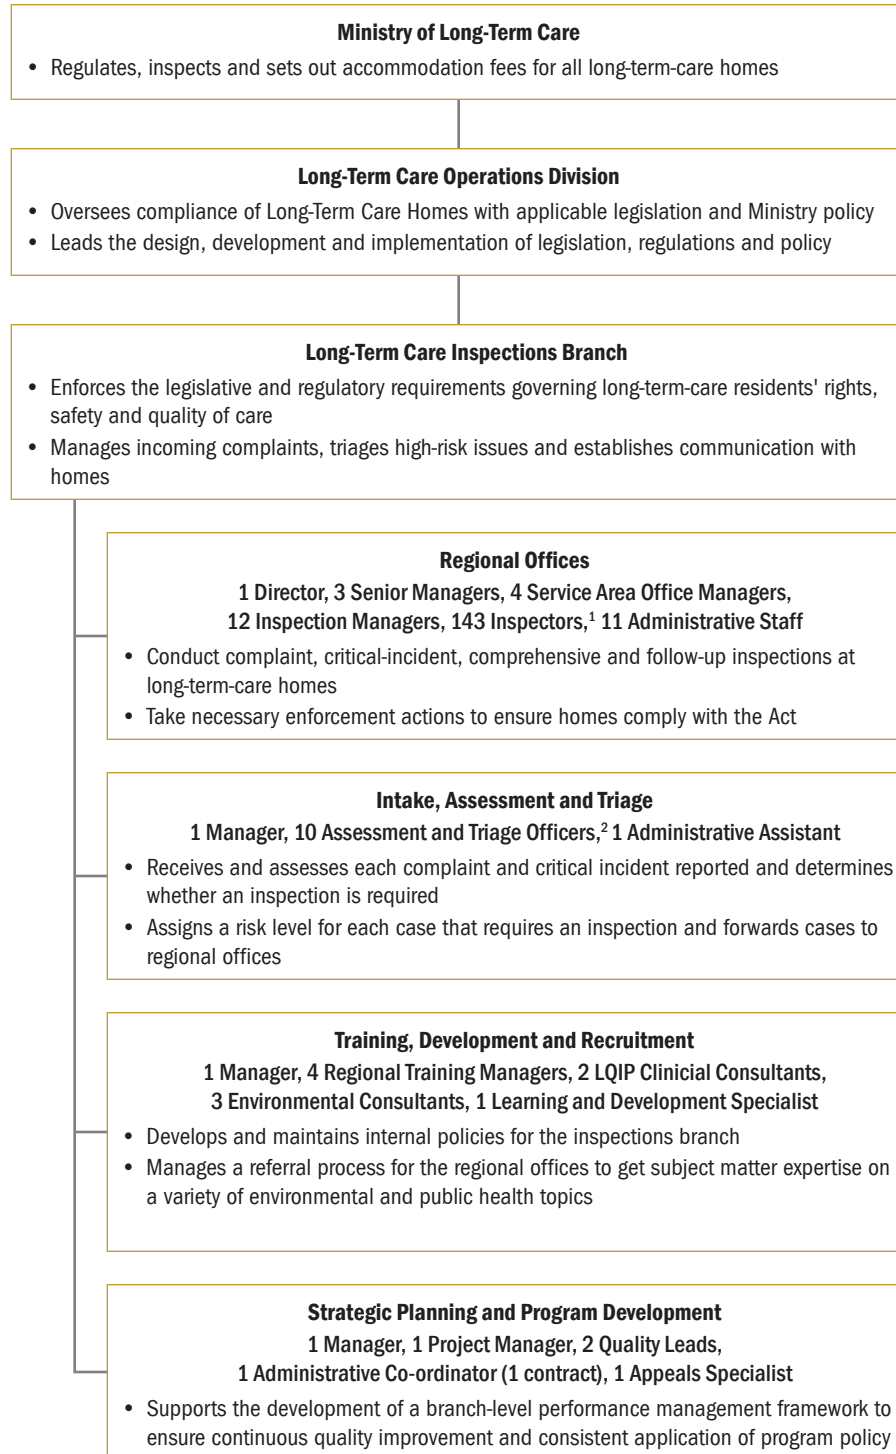 Ministry of Long-Term Care
• Regulates, inspects and sets out accommodation fees for all long-term-care homes
Long-Term Care Operations Division
• Oversees compliance of Long-Term Care Homes with applicable legislation and Ministry policy
• Leads the design, development and implementation of legislation, regulations and policy
Long-Term Care Inspections Branch
• Enforces the legislative and regulatory requirements governing long-term-care residents' rights,
safety and quality of care
• Manages incoming complaints, triages high-risk issues and establishes communication with
homes
Regional Offices
1 Director, 3 Senior Managers, 4 Service Area Office Managers,
12 Inspection Managers, 143 Inspectors,¹ 11 Administrative Staff
• Conduct complaint, critical-incident, comprehensive and follow-up inspections at
long-term-care homes
• Take necessary enforcement actions to ensure homes comply with the Act
Intake, Assessment and Triage
1 Manager, 10 Assessment and Triage Officers,² 1 Administrative Assistant
• Receives and assesses each complaint and critical incident reported and determines
whether an inspection is required
• Assigns a risk level for each case that requires an inspection and forwards cases to
regional offices
Training, Development and Recruitment
1 Manager, 4 Regional Training Managers, 2 LQIP Clinicial Consultants,
3 Environmental Consultants, 1 Learning and Development Specialist
• Develops and maintains internal policies for the inspections branch
• Manages a referral process for the regional offices to get subject matter expertise on
a variety of environmental and public health topics
Strategic Planning and Program Development
1 Manager, 1 Project Manager, 2 Quality Leads,
1 Administrative Co-ordinator (1 contract), 1 Appeals Specialist
• Supports the development of a branch-level performance management framework to
ensure continuous quality improvement and consistent application of program policy